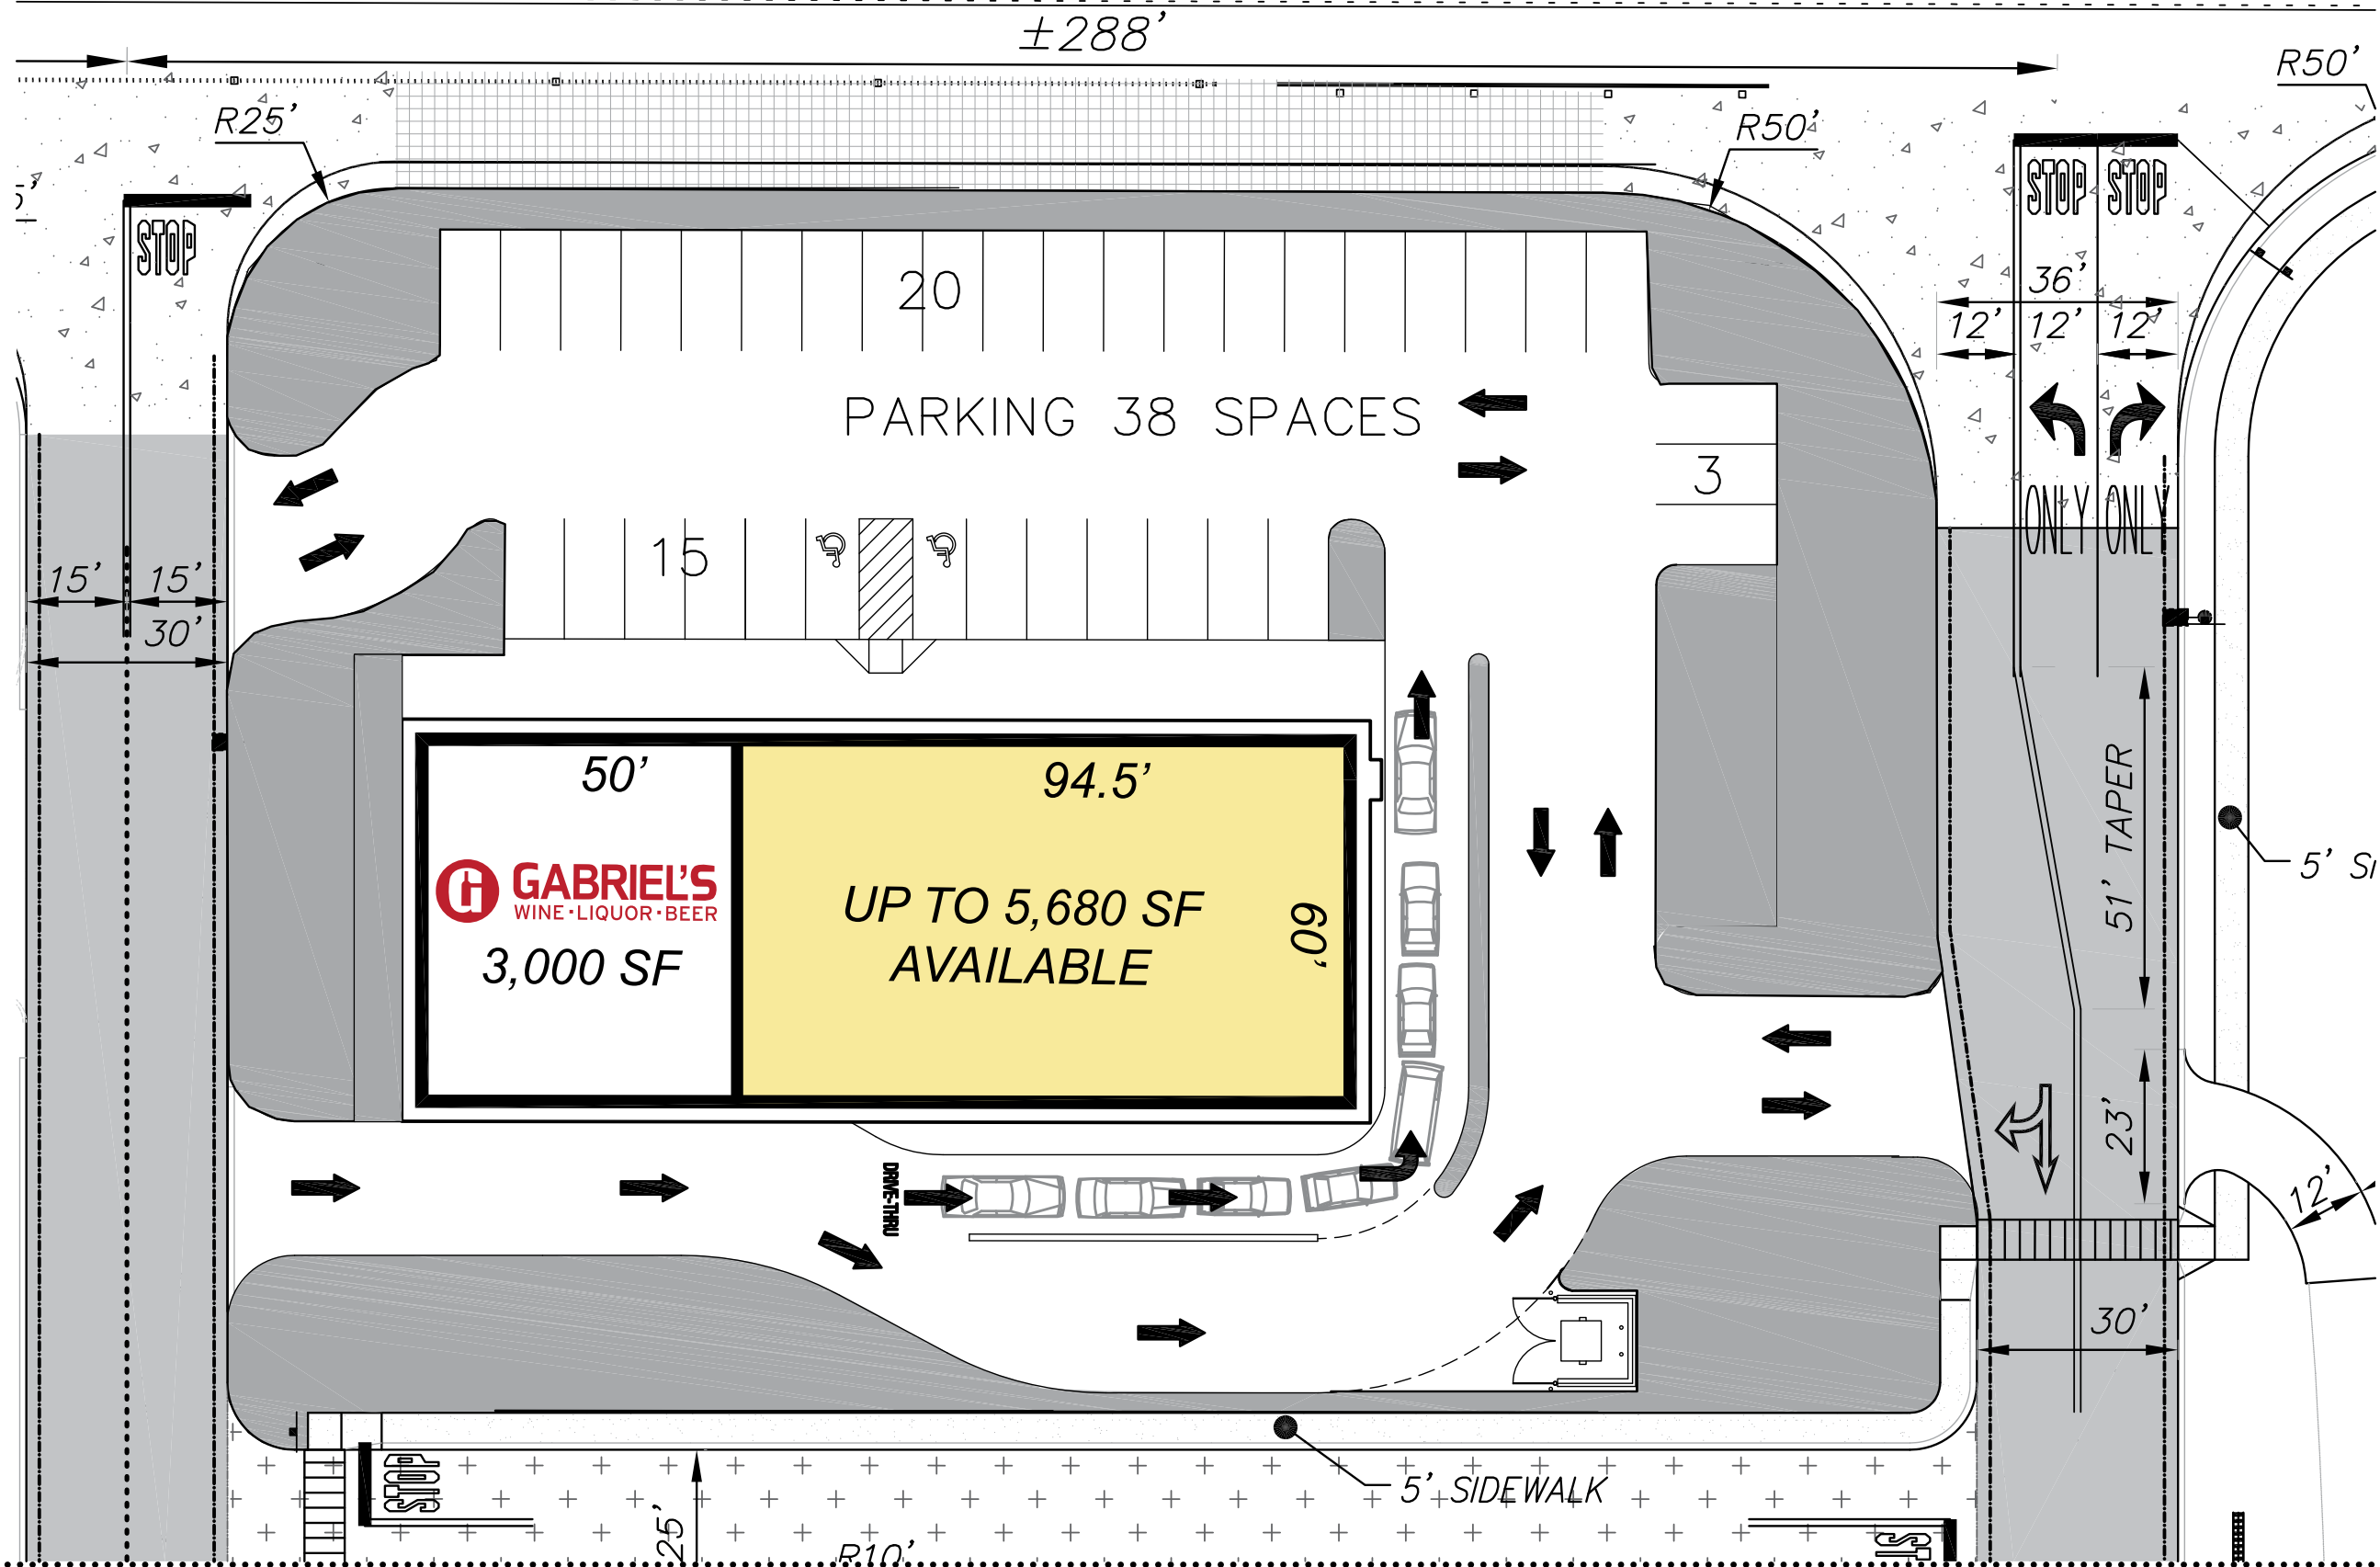 ±288’
R50’
R25’
R50’
STOP
STOP STOP
36’
12’ 12’ 12’
20
PARKING 38 SPACES
3
ONLY ONLY
15
15’ 15’
30’
50’
94.5’
GABRIEL'S
WINE·LIQUOR·BEER
3,000 SF
UP TO 5,680 SF
AVAILABLE
60’
51’ TAPER
5’ SI
23’
12’
DRIVE-THRU
30’
STOP
25’
5’ SIDEWALK
R10’
ST